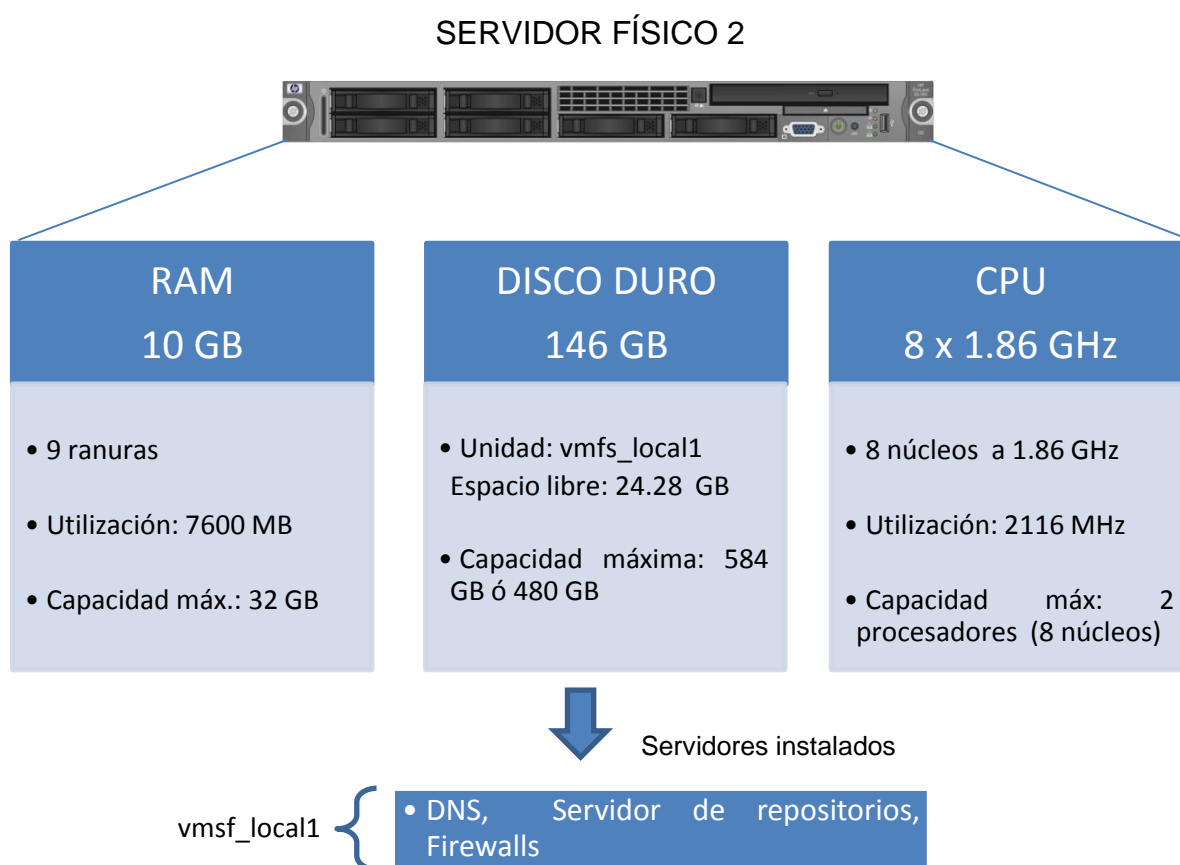 SERVIDOR FÍSICO 2
RAM
10 GB
• 9 ranuras
• Utilización: 7600 MB
• Capacidad máx.: 32 GB
DISCO DURO
146 GB
• Unidad: vmfs_local1
Espacio libre: 24.28 GB
• Capacidad máxima: 584
GB ó 480 GB
CPU
8 x 1.86 GHz
• 8 núcleos a 1.86 GHz
• Utilización: 2116 MHz
• Capacidad máx: 2
procesadores (8 núcleos)
Servidores instalados
vmsf_local1
• DNS, Servidor de repositorios,
Firewalls